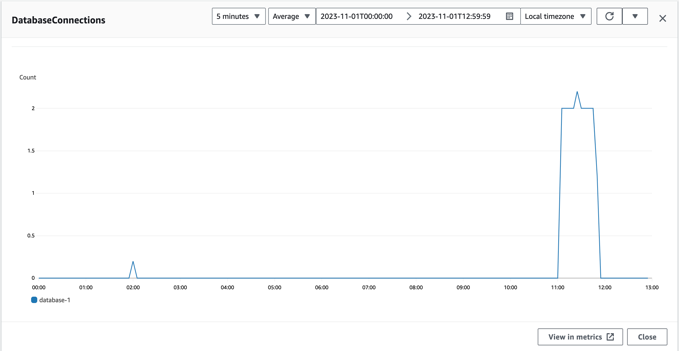 DatabaseConnections
5 minutes Average 2023-11-01T00:00:00 2023-11-01T12:59:59 Local timezone
Count
2
1.5
1
0.5
0
00:00 01:00 02:00 03:00 04:00 05:00 06:00 07:00 08:00 09:00 10:00 11:00 12:00 13:00
database-1
View in metrics Close